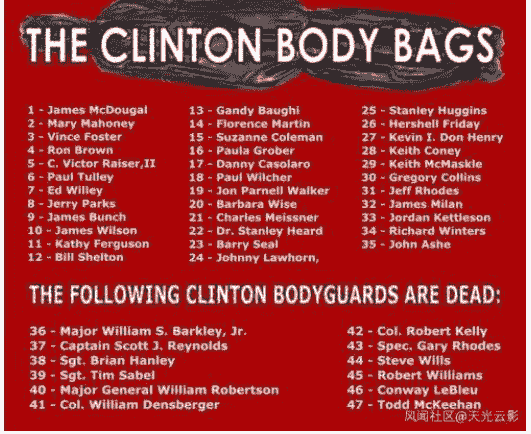 THE CLINTON BODY BAGS
1 - James McDougal
2 - Mary Mahoney
3 - Vince Foster
4 - Ron Brown
5 - C. Victor Raiser,II
6 - Paul Tulley
7 - Ed Willey
8 - Jerry Parks
9 - James Bunch
10 - James Wilson
11 - Kathy Ferguson
12 - Bill Shelton
13 - Gandy Baughi
14 - Florence Martin
15 - Suzanne Coleman
16 - Paula Grober
17 - Danny Casolaro
18 - Paul Wilcher
19 - Jon Parnell Walker
20 - Barbara Wise
21 - Charles Meissner
22 - Dr. Stanley Heard
23 - Barry Seal
24 - Johnny Lawhorn,
25 - Stanley Huggins
26 - Hershell Friday
27 - Kevin I. Don Henry
28 - Keith Coney
29 - Keith McMaskle
30 - Gregory Collins
31 - Jeff Rhodes
32 - James Milan
33 - Jordan Kettleson
34 - Richard Winters
35 - John Ashe
THE FOLLOWING CLINTON BODYGUARDS ARE DEAD:
36 - Major William S. Barkley, Jr.
37 - Captain Scott J. Reynolds
38 - Sgt. Brian Hanley
39 - Sgt. Tim Sabel
40 - Major General William Robertson
41 - Col. William Densberger
42 - Col. Robert Kelly
43 - Spec. Gary Rhodes
44 - Steve Wills
45 - Robert Williams
46 - Conway LeBleu
47 - Todd McKeehan
风闻社区@天光云影